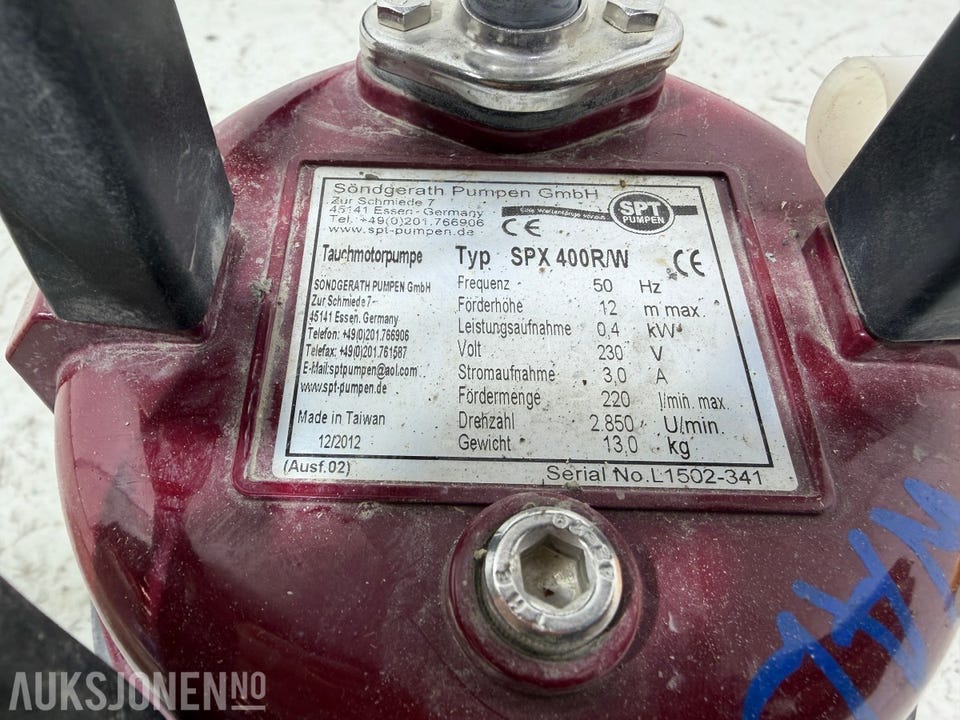 Söndgerath Pumpen GmbH
Zur Schmiede 7
45141 Essen - Germany
Tel. +49(0)201.766906
www.spt-pumpen.de
Eine Wellenlänge voraus
SPT
PUMPEN
CE
Tauchmotorpumpe
SÖNDGERATH PUMPEN GmbH
Zur Schmiede 7
45141 Essen, Germany
Telefon: +49(0)201.766906
Telefax: +49(0)201.761587
E-Mail:sptpumpen@aol.com
www.spt-pumpen.de
Made in Taiwan
12/2012
(Ausf.02)
Typ SPX 400R/W
CE
Frequenz 50 Hz
Förderhöhe 12 m max.
Leistungsaufnahme 0,4 kW
Volt 230 V
Stromaufnahme 3,0 A
Fördermenge 220 l/min. max.
Drehzahl 2.850 U/min.
Gewicht 13,0 kg
Serial No.L1502-341
AUKSJONEN.NO